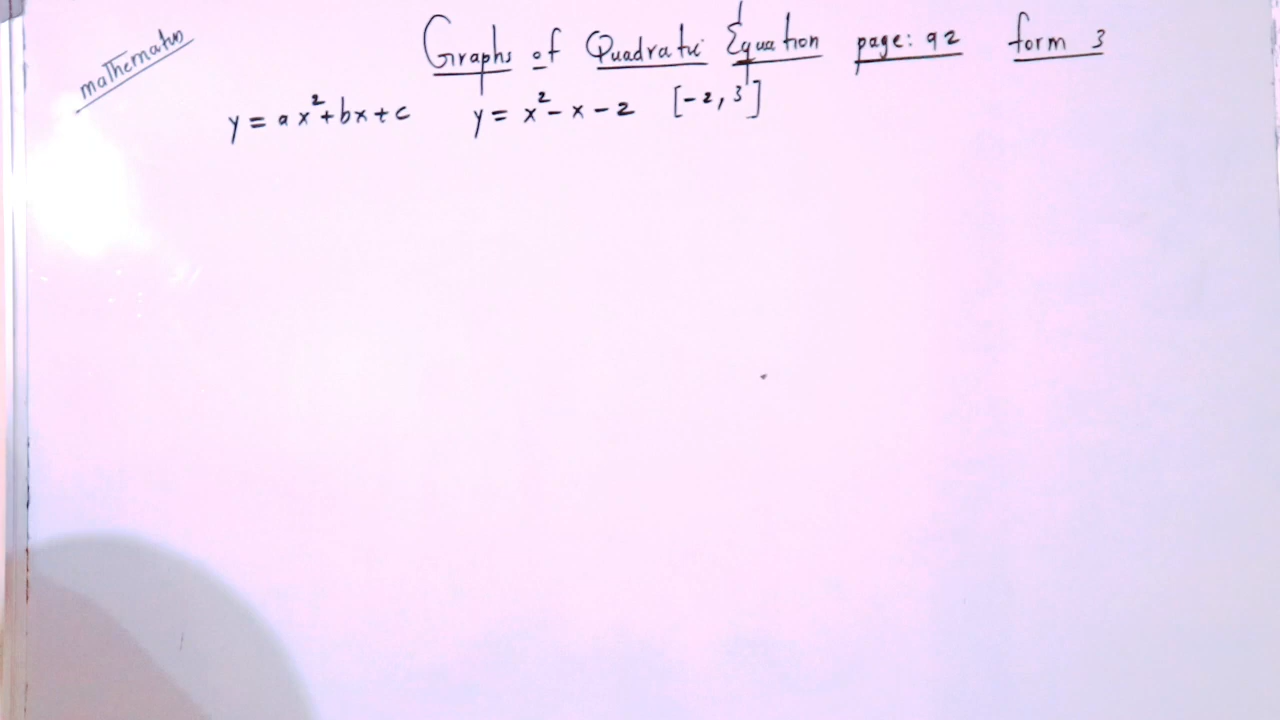 mathematics
Graphs of Quadratic Equation page: 92 form 3
y = ax²+bx+c y = x²-x-2 [-2, 3]